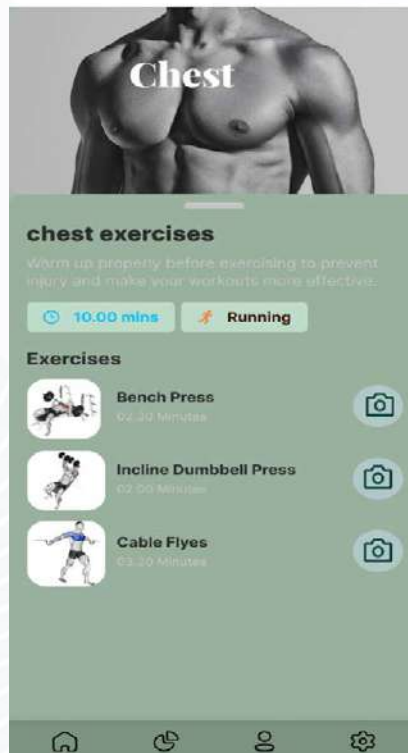 Chest
chest exercises
Warm up properly before exercising to prevent
injury and make your workouts more effective.
10.00 mins
Running
Exercises
Bench Press
02.20 Minutes
Incline Dumbbell Press
02.00 Minutes
Cable Flyes
03.20 Minutes